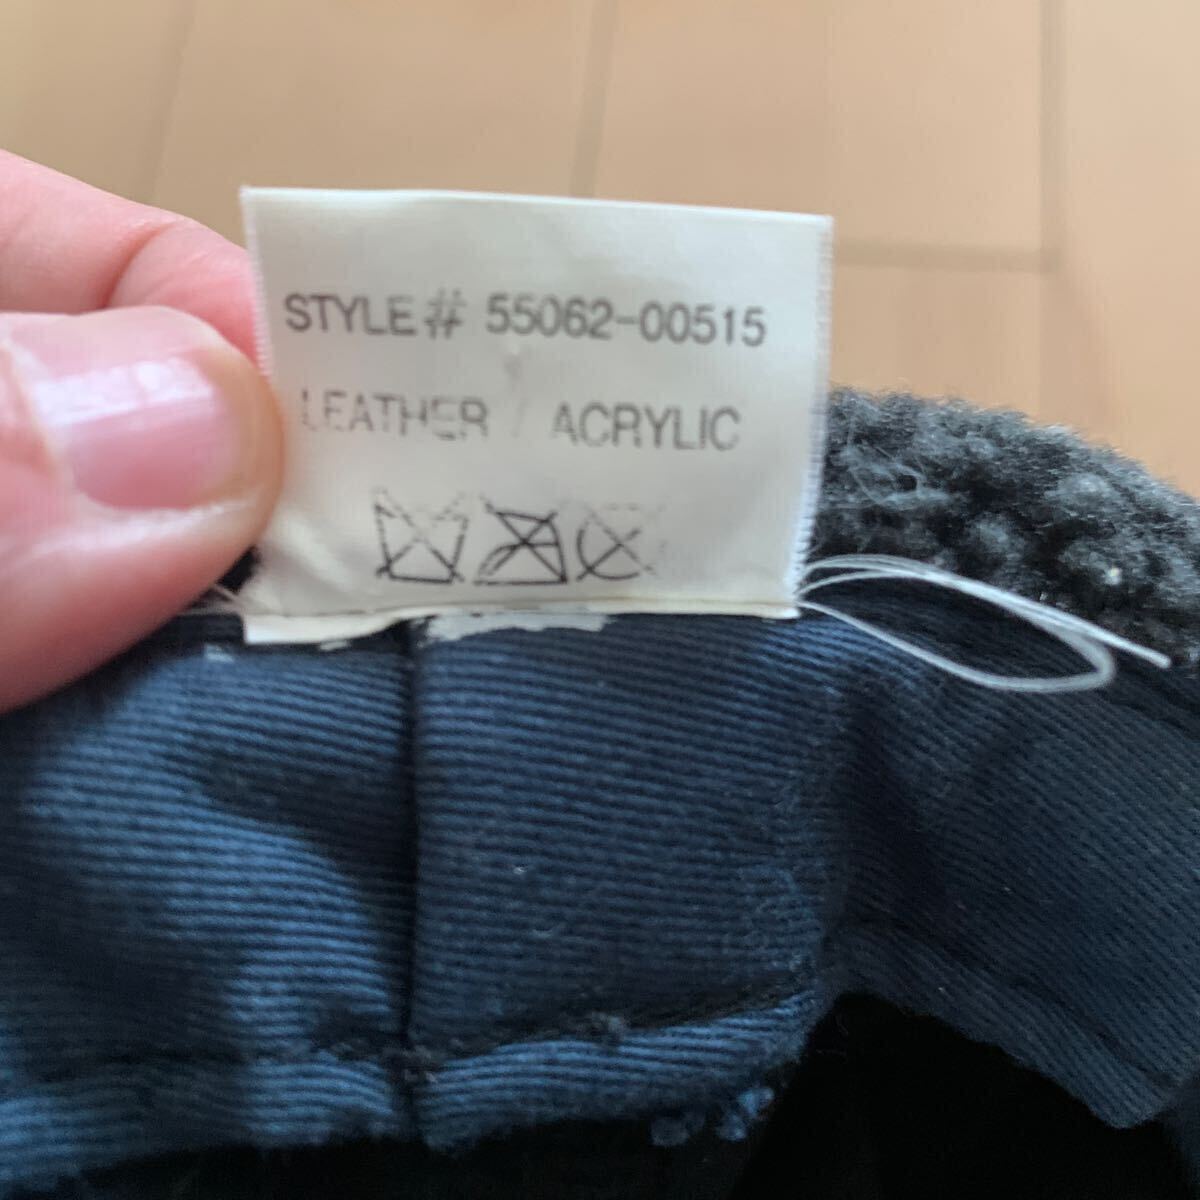 STYLE# 55062-00515
LEATHER / ACRYLIC